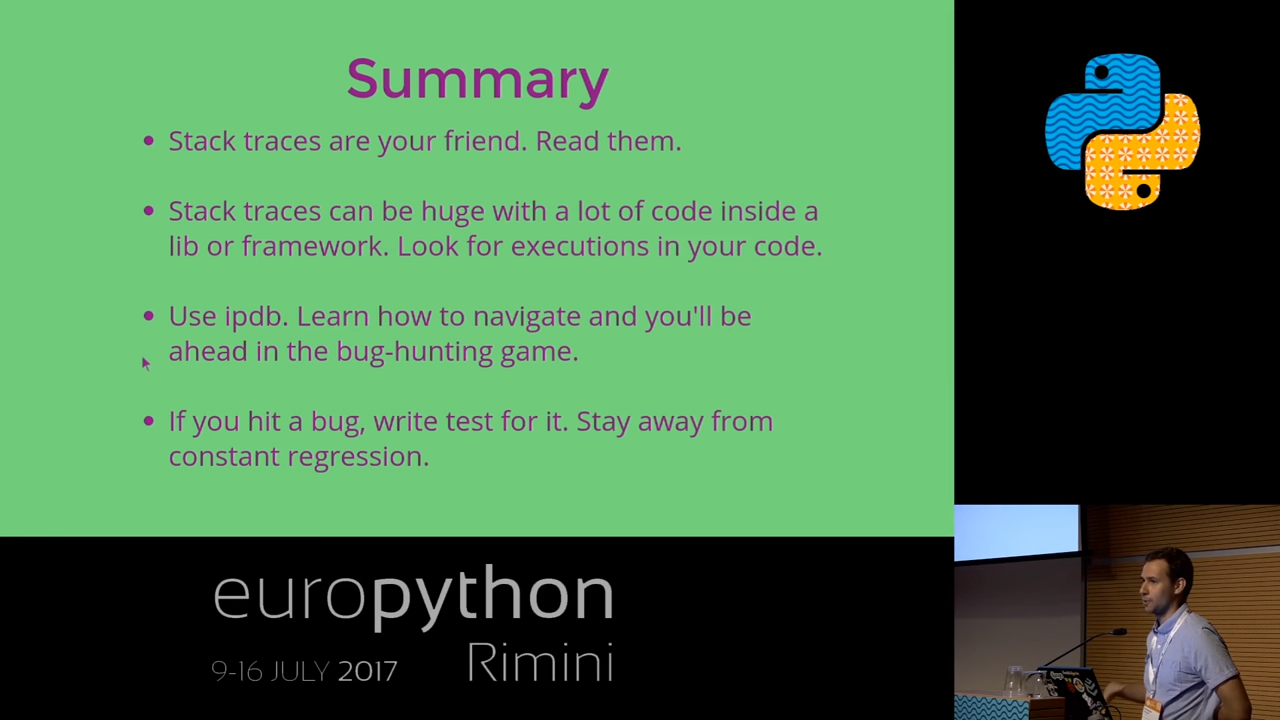 Summary
Stack traces are your friend. Read them.
Stack traces can be huge with a lot of code inside a
lib or framework. Look for executions in your code.
Use ipdb. Learn how to navigate and you'll be
ahead in the bug-hunting game.
If you hit a bug, write test for it. Stay away from
constant regression.
europython
Rimini
9-16 JULY 2017